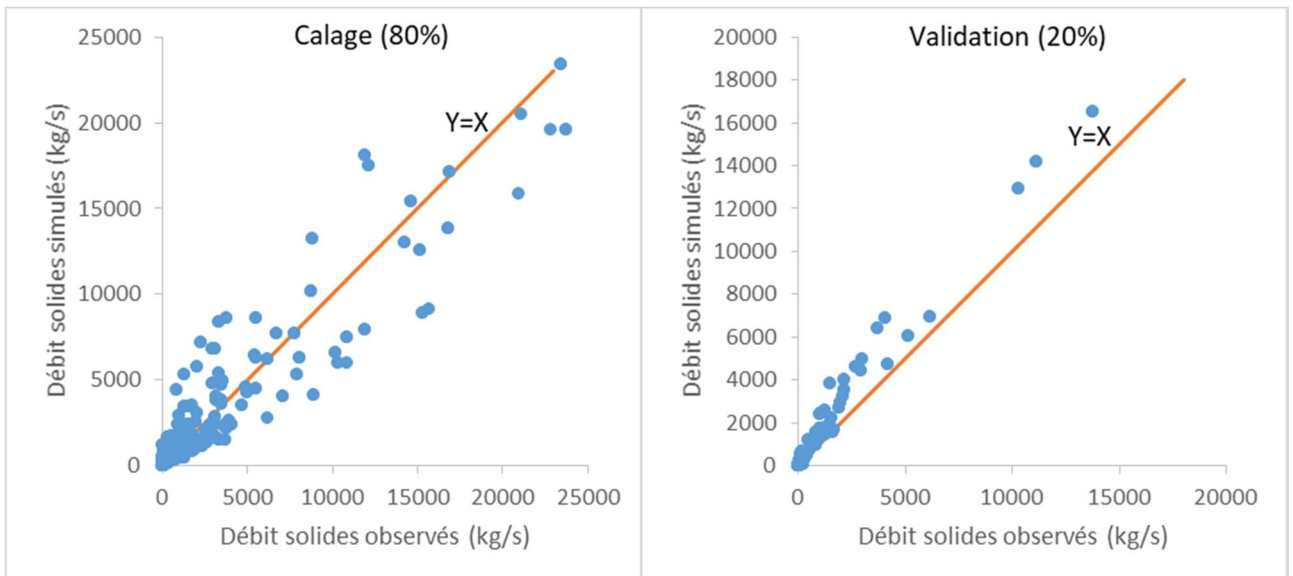 Calage (80%)
25000
20000
15000
10000
5000
0
Débit solides simulés (kg/s)
Y=X
0 5000 10000 15000 20000 25000
Débit solides observés (kg/s)
Validation (20%)
20000
18000
16000
14000
12000
10000
8000
6000
4000
2000
0
Débit solides simulés (kg/s)
Y=X
0 5000 10000 15000 20000
Débit solides observés (kg/s)